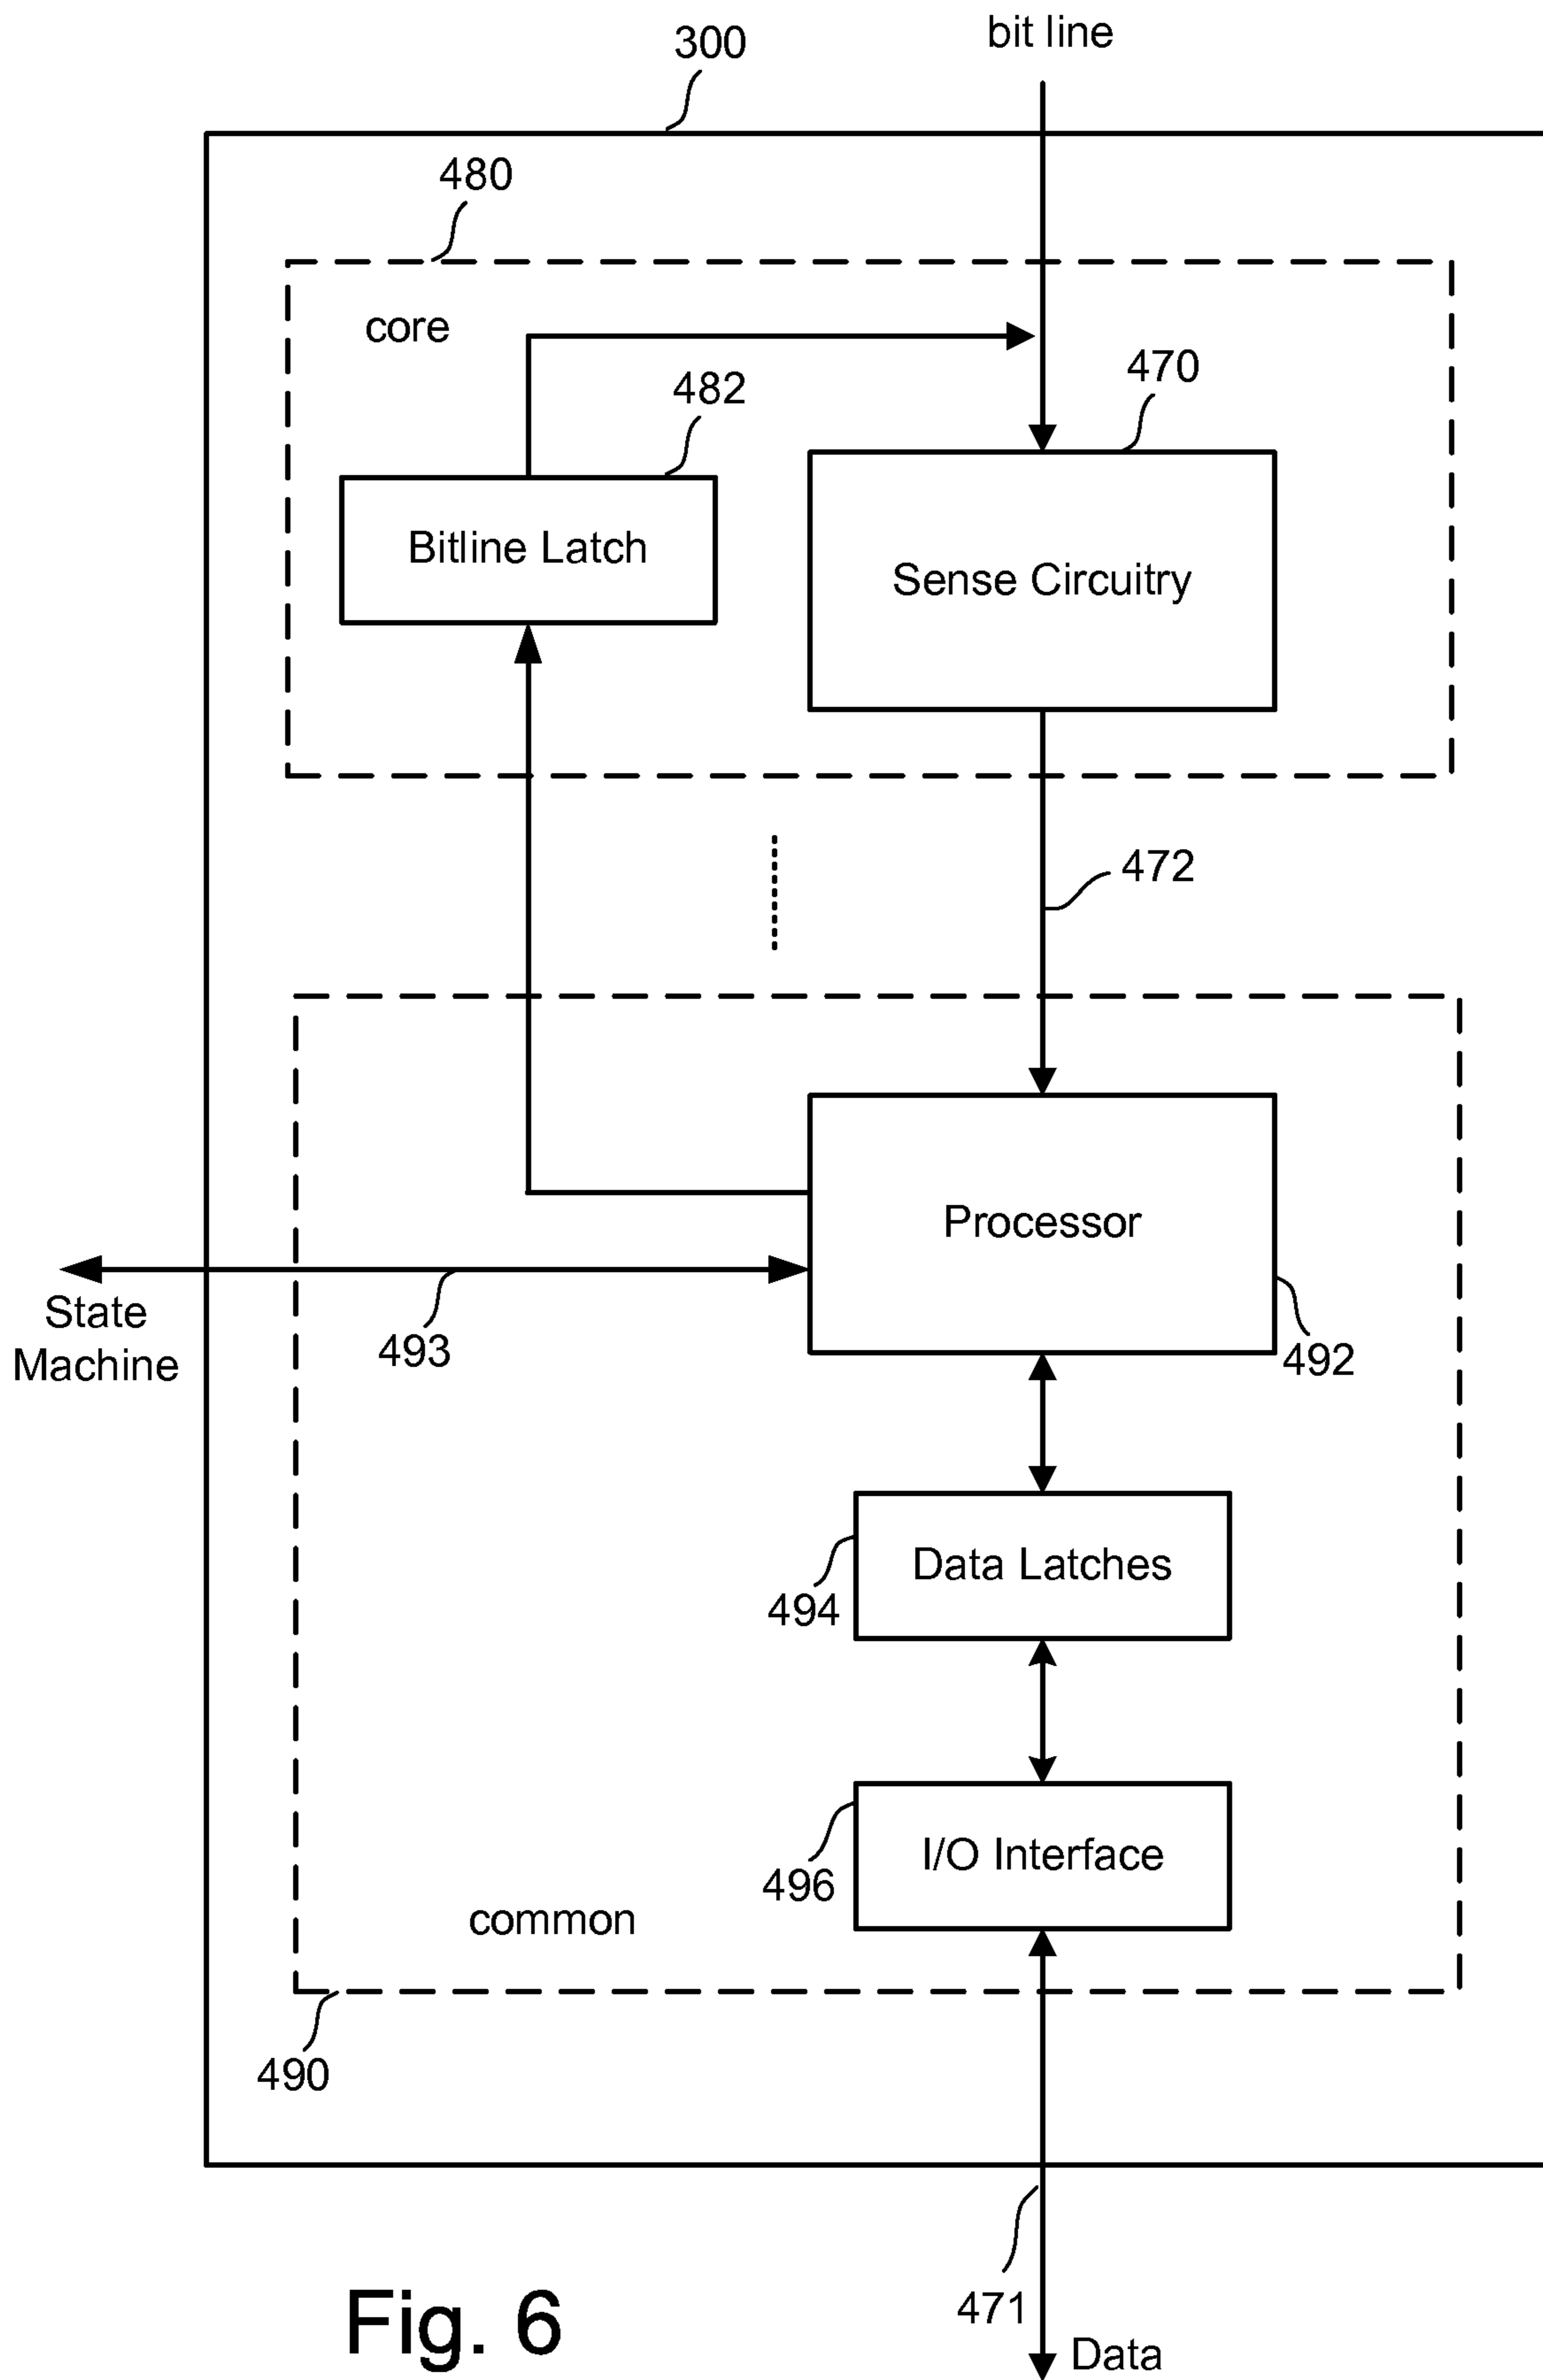 300
bit line
480
core
482
470
Bitline Latch
Sense Circuitry
472
Processor
State
Machine
493
492
494
Data Latches
496
I/O Interface
common
490
471
Data
Fig. 6